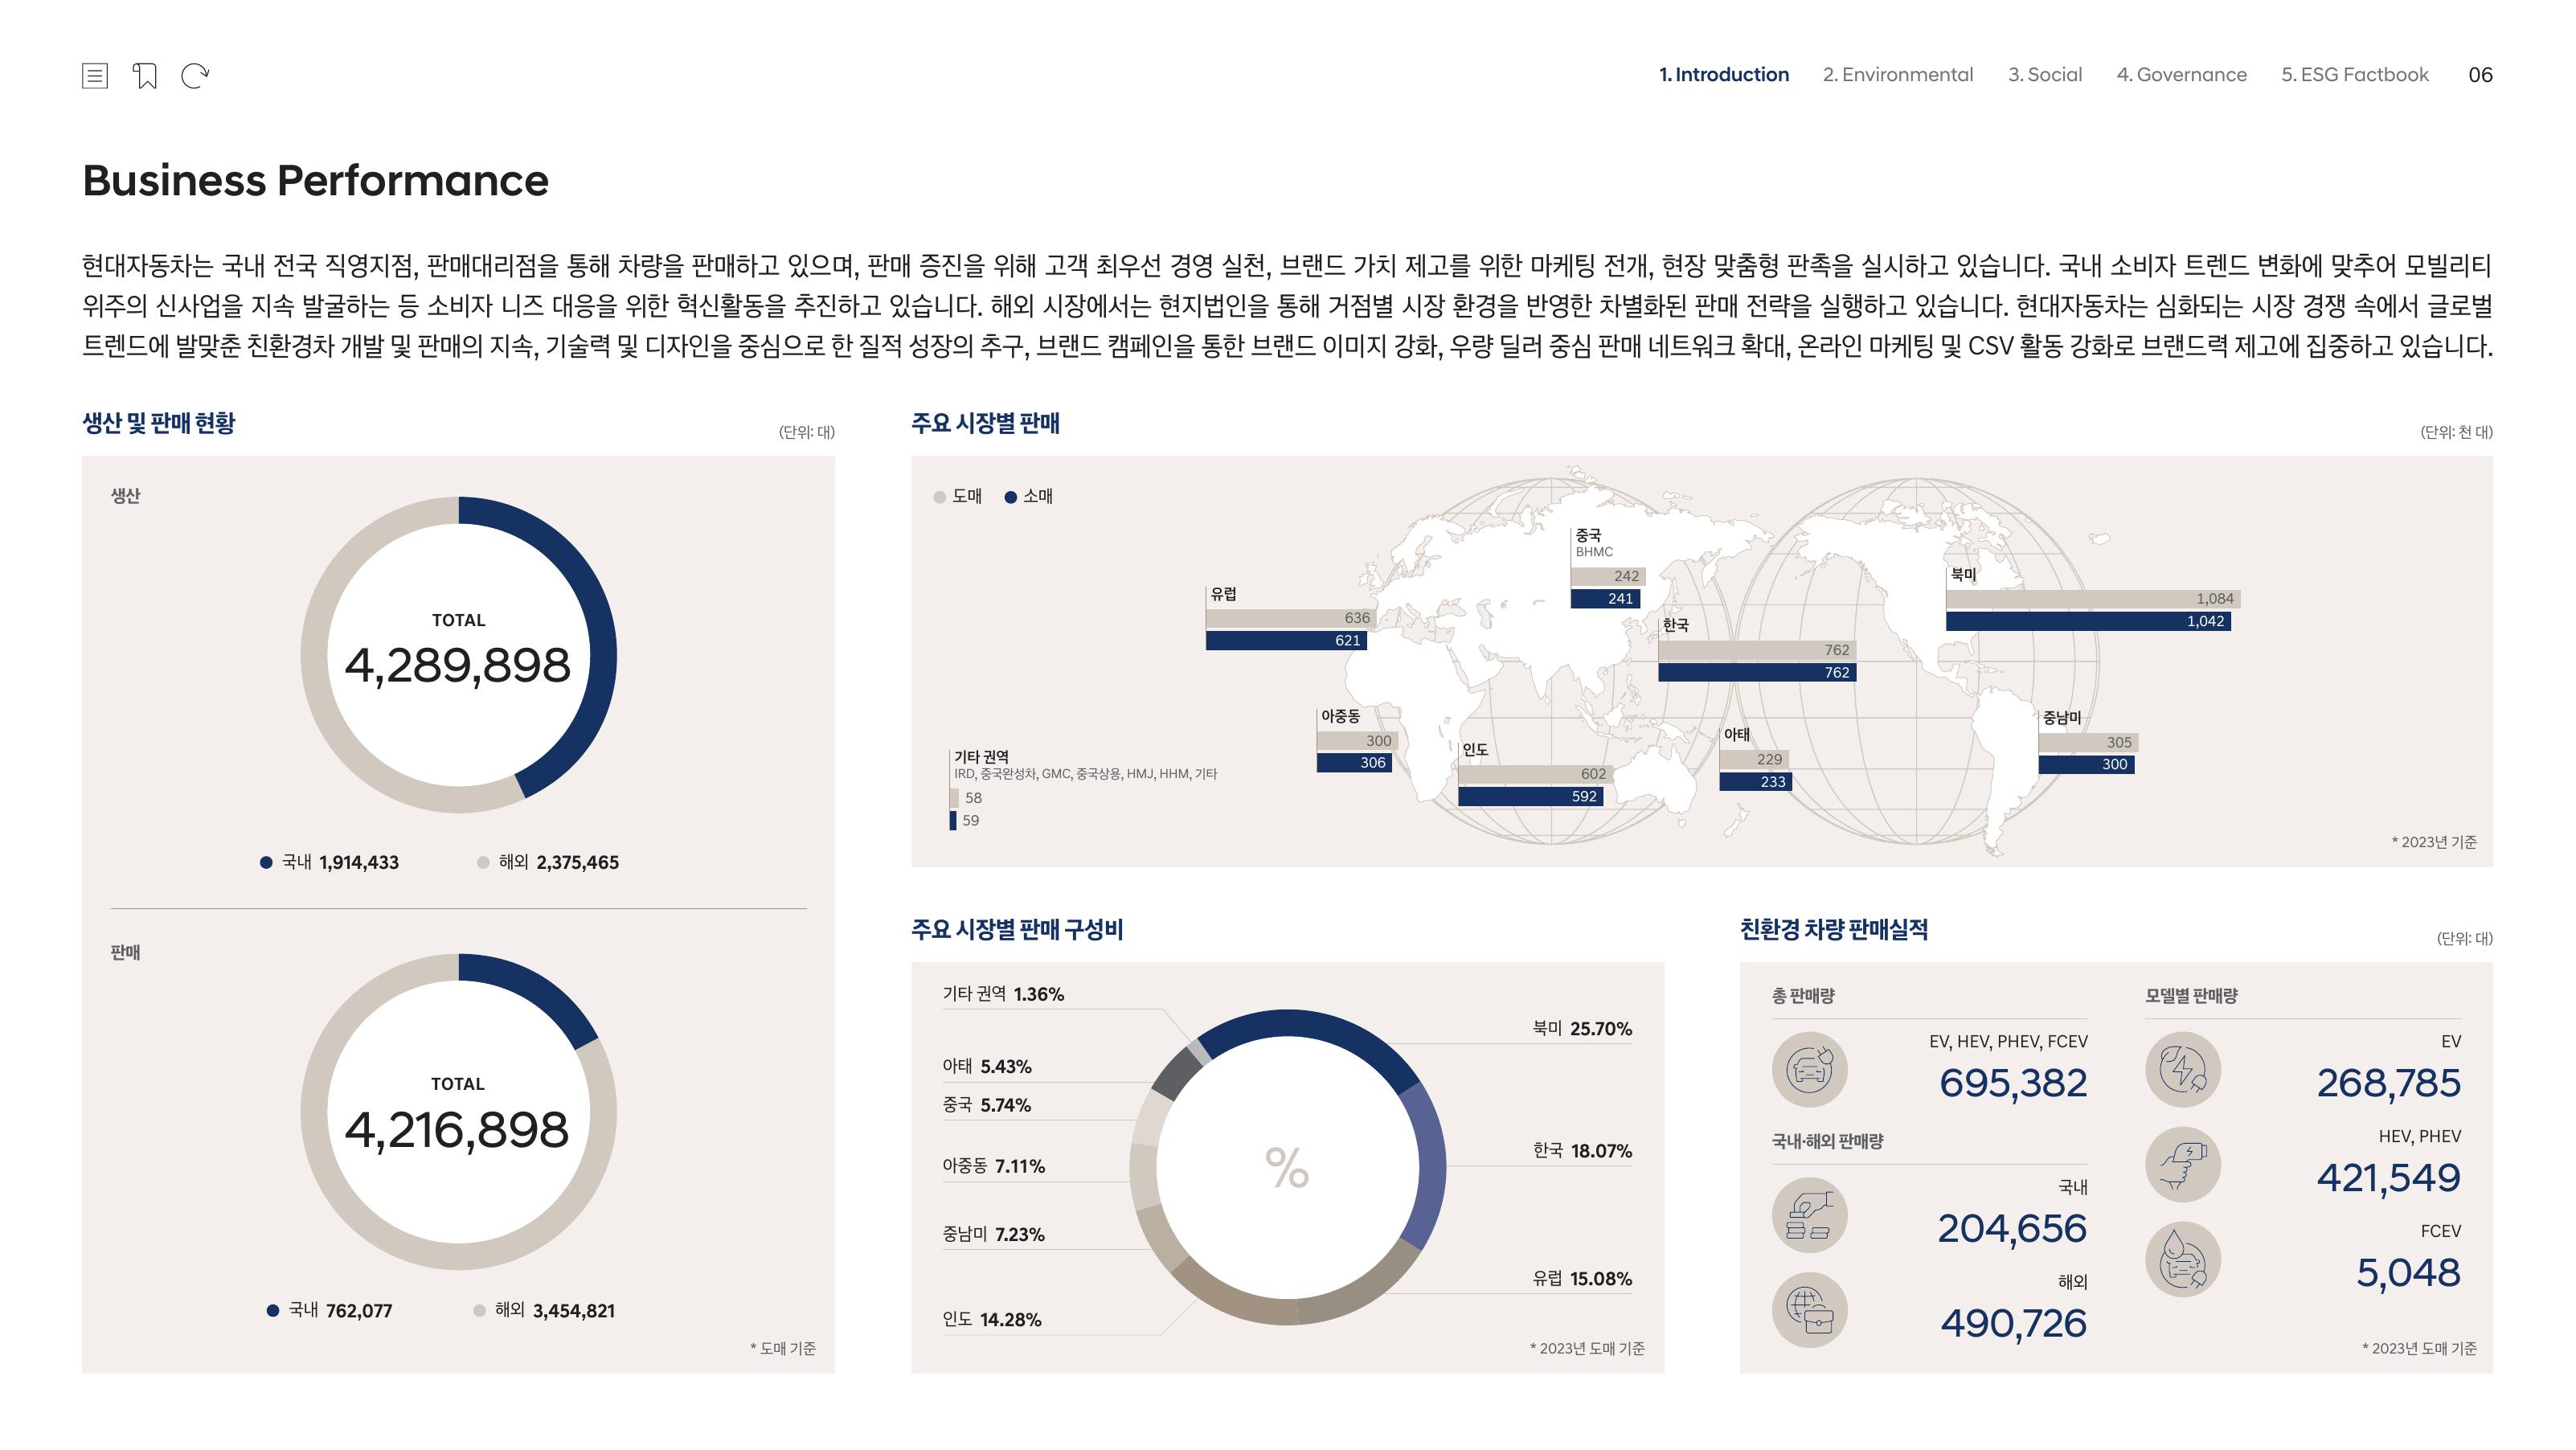 1. Introduction 2. Environmental 3. Social 4. Governance 5. ESG Factbook 06
Business Performance
현대자동차는 국내 전국 직영지점, 판매대리점을 통해 차량을 판매하고 있으며, 판매 증진을 위해 고객 최우선 경영 실천, 브랜드 가치 제고를 위한 마케팅 전개, 현장 맞춤형 판촉을 실시하고 있습니다. 국내 소비자 트렌드 변화에 맞추어 모빌리티
위주의 신사업을 지속 발굴하는 등 소비자 니즈 대응을 위한 혁신활동을 추진하고 있습니다. 해외 시장에서는 현지법인을 통해 거점별 시장 환경을 반영한 차별화된 판매 전략을 실행하고 있습니다. 현대자동차는 심화되는 시장 경쟁 속에서 글로벌
트렌드에 발맞춘 친환경차 개발 및 판매의 지속, 기술력 및 디자인을 중심으로 한 질적 성장의 추구, 브랜드 캠페인을 통한 브랜드 이미지 강화, 우량 딜러 중심 판매 네트워크 확대, 온라인 마케팅 및 CSV 활동 강화로 브랜드력 제고에 집중하고 있습니다.
생산 및 판매 현황
(단위: 대)
생산
TOTAL
4,289,898
국내 1,914,433
해외 2,375,465
판매
TOTAL
4,216,898
국내 762,077
해외 3,454,821
* 도매 기준
주요 시장별 판매
(단위: 천 대)
도매 소매
중국
BHMC
242
241
북미
1,084
1,042
유럽
636
621
한국
762
762
아중동
300
306
인도
602
592
아태
229
233
중남미
305
300
기타 권역
IRD, 중국완성차, GMC, 중국상용, HMJ, HHM, 기타
58
59
* 2023년 기준
주요 시장별 판매 구성비
기타 권역 1.36%
아태 5.43%
중국 5.74%
아중동 7.11%
중남미 7.23%
인도 14.28%
%
북미 25.70%
한국 18.07%
유럽 15.08%
* 2023년 도매 기준
친환경 차량 판매실적
(단위: 대)
총 판매량
EV, HEV, PHEV, FCEV
695,382
국내·해외 판매량
국내
204,656
해외
490,726
모델별 판매량
EV
268,785
HEV, PHEV
421,549
FCEV
5,048
* 2023년 도매 기준